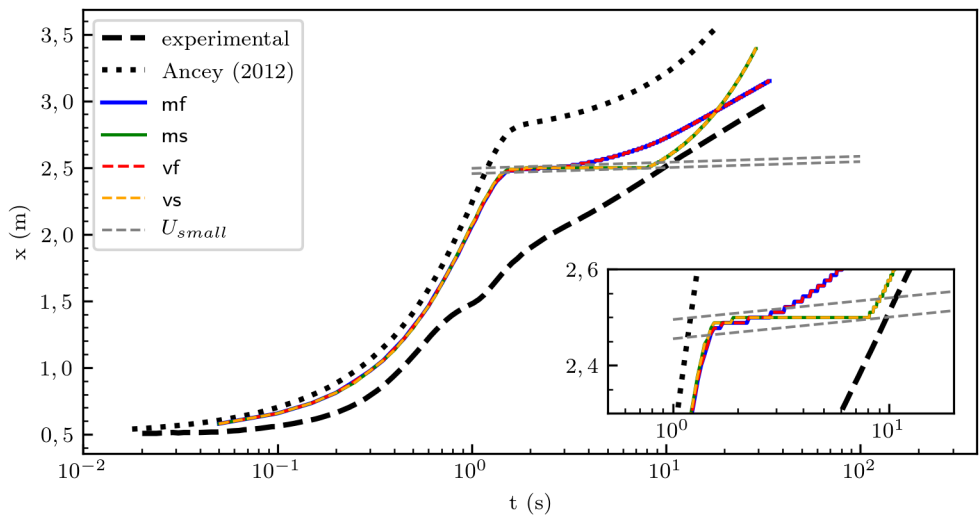 3, 5
3, 0
2, 5
2, 0
1, 5
1, 0
0, 5
x (m)
experimental
Ancey (2012)
mf
ms
vf
vs
U_{small}
2, 6
2, 4
10^0
10^1
10^{-2}
10^{-1}
10^0
10^1
10^2
t (s)